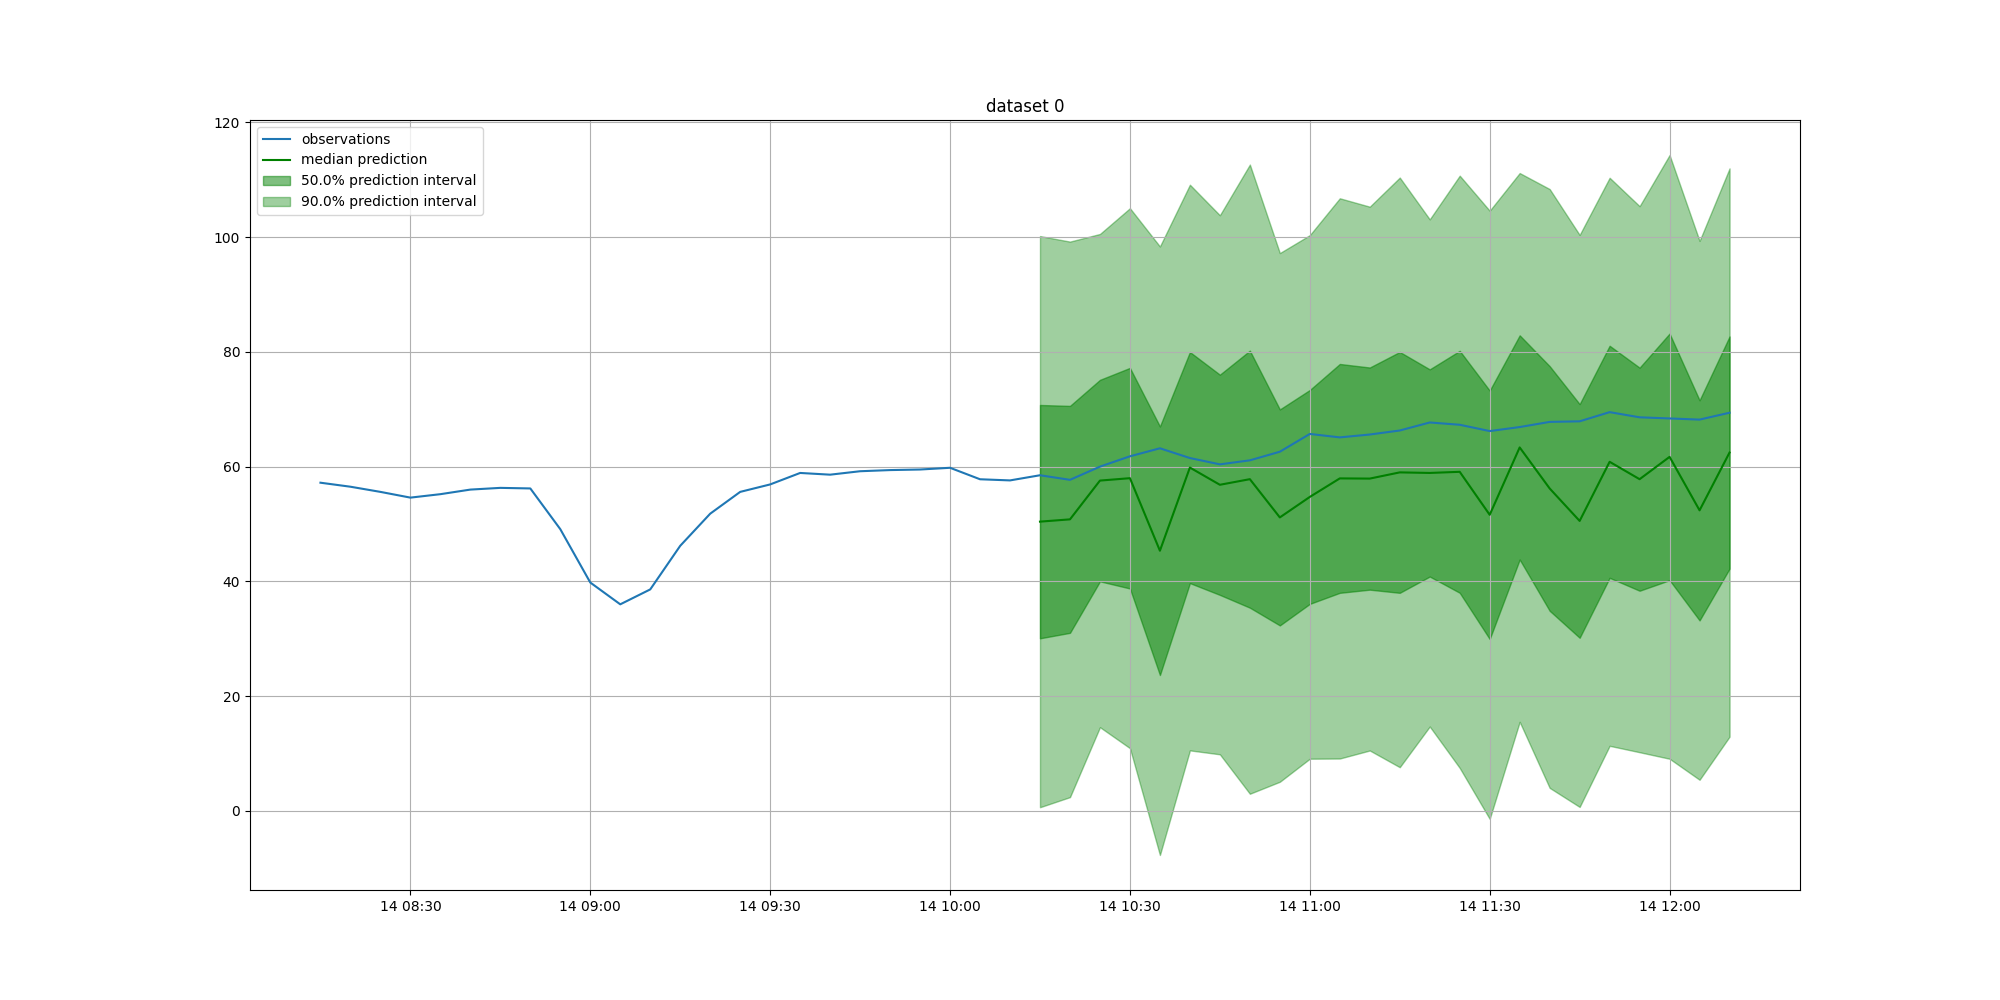 dataset 0
120
observations
median prediction
50.0% prediction interval
90.0% prediction interval
100
80
60
40
20
0
14 08:30 14 09:00 14 09:30 14 10:00 14 10:30 14 11:00 14 11:30 14 12:00